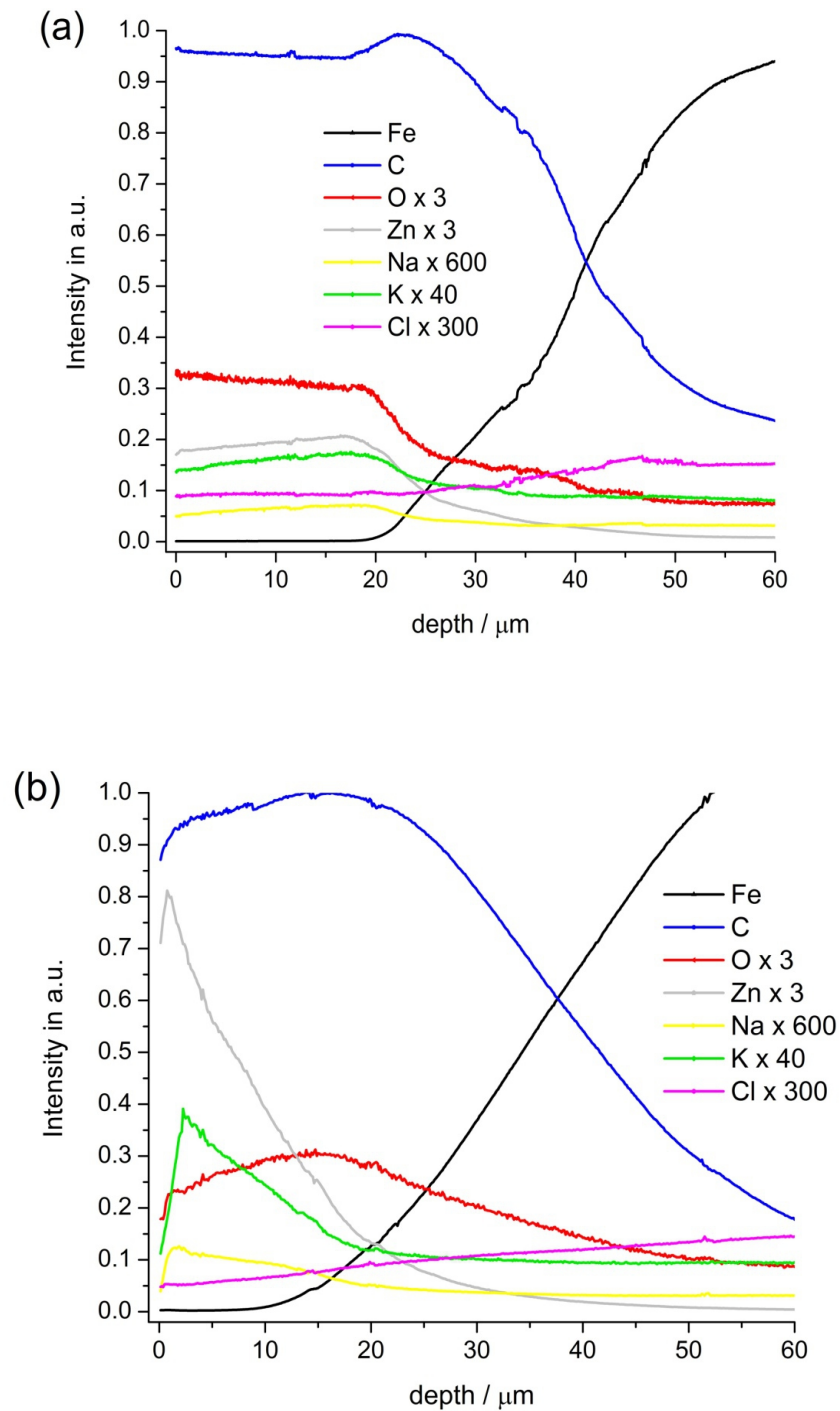 (a)
1.0
0.9
0.8
0.7
0.6
0.5
0.4
0.3
0.2
0.1
0.0
Intensity in a.u.
Fe
C
O x 3
Zn x 3
Na x 600
K x 40
Cl x 300
0 10 20 30 40 50 60
depth / μm
(b)
1.0
0.9
0.8
0.7
0.6
0.5
0.4
0.3
0.2
0.1
0.0
Intensity in a.u.
Fe
C
O x 3
Zn x 3
Na x 600
K x 40
Cl x 300
0 10 20 30 40 50 60
depth / μm